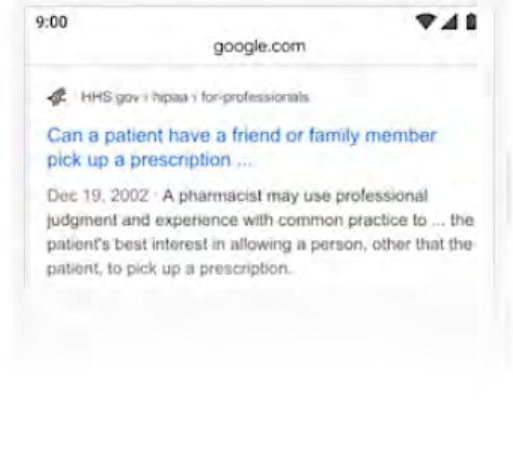 9:00
google.com
HHS.gov › hipaa › for-professionals
Can a patient have a friend or family member
pick up a prescription ...
Dec 19, 2002 · A pharmacist may use professional
judgment and experience with common practice to ... the
patient's best interest in allowing a person, other that the
patient, to pick up a prescription.